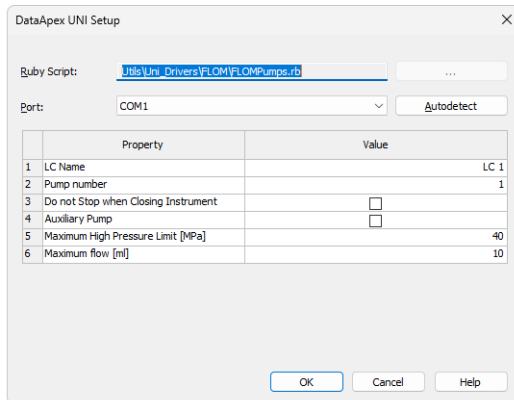 DataApex UNI Setup
Ruby Script: .\Utils\Uni_Drivers\FLOM\FLOMPumps.rb ...
Port: COM1 Autodetect
Property Value
1 LC Name LC 1
2 Pump number 1
3 Do not Stop when Closing Instrument
4 Auxiliary Pump
5 Maximum High Pressure Limit [MPa] 40
6 Maximum flow [ml] 10
OK Cancel Help